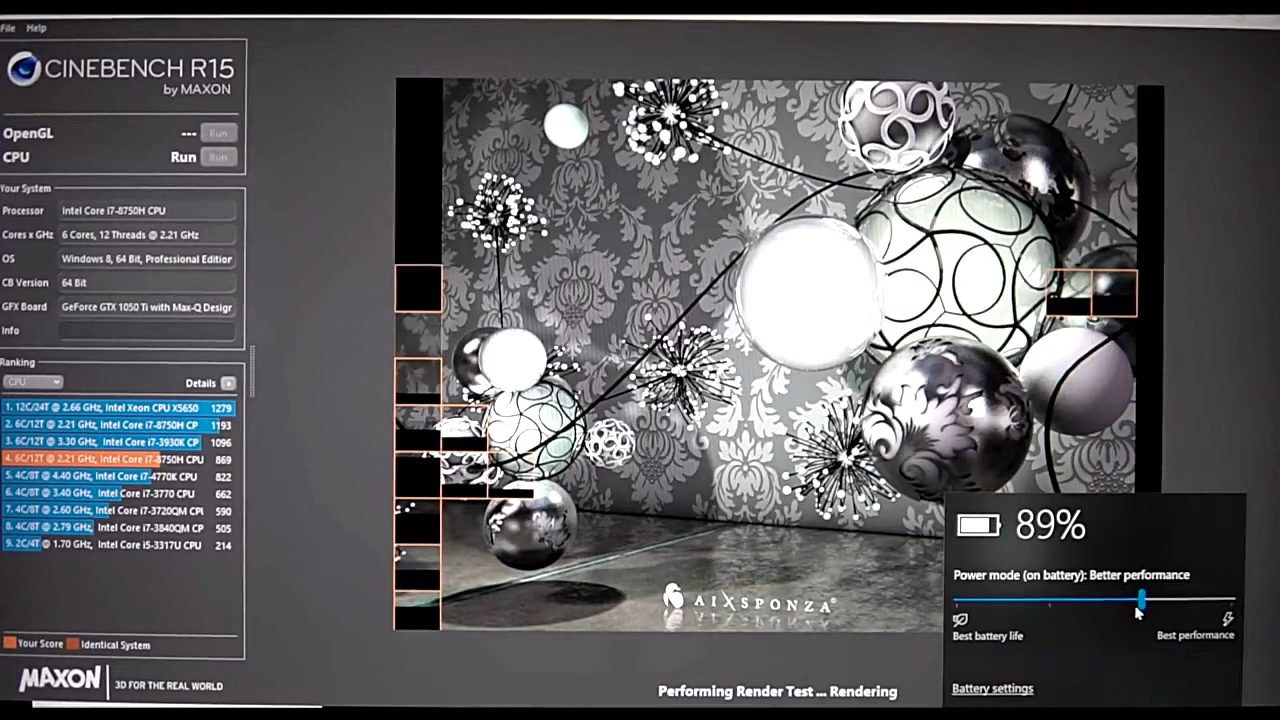 File Help
CINEBENCH R15
by MAXON
OpenGL --- Run
CPU Run Run
Your System
Processor Intel Core i7-8750H CPU
Cores x GHz 6 Cores, 12 Threads @ 2.21 GHz
OS Windows 8, 64 Bit, Professional Edition
CB Version 64 Bit
GFX Board GeForce GTX 1050 Ti with Max-Q Design
Info
Ranking
CPU Details
1. 12C/24T @ 2.66 GHz, Intel Xeon CPU X5650 1279
2. 6C/12T @ 2.21 GHz, Intel Core i7-8750H CP 1193
3. 6C/12T @ 3.30 GHz, Intel Core i7-3930K CP 1096
4. 6C/12T @ 2.21 GHz, Intel Core i7-8750H CPU 869
5. 4C/8T @ 4.40 GHz, Intel Core i7-4770K CPU 822
6. 4C/8T @ 3.40 GHz, Intel Core i7-3770 CPU 662
7. 4C/8T @ 2.60 GHz, Intel Core i7-3720QM CPU 590
8. 4C/8T @ 2.79 GHz, Intel Core i7-3840QM CP 505
9. 2C/4T @ 1.70 GHz, Intel Core i5-3317U CPU 214
Your Score Identical System
MAXON 3D FOR THE REAL WORLD
AIXSPONZA
Performing Render Test ... Rendering
89%
Power mode (on battery): Better performance
Best battery life Best performance
Battery settings